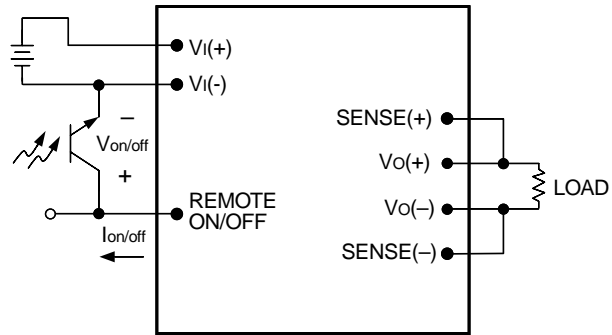 VI(+)
VI(-)
SENSE(+)
–
Von/off
+
VO(+)
LOAD
REMOTE
ON/OFF
VO(–)
Ion/off
SENSE(–)